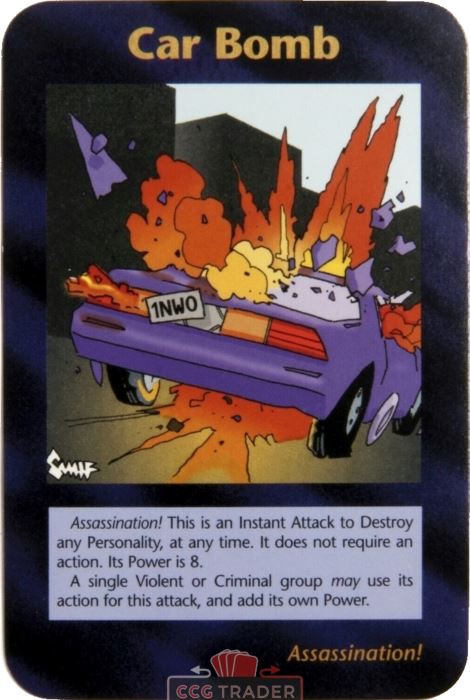 Car Bomb
1NWO
Assassination! This is an Instant Attack to Destroy
any Personality, at any time. It does not require an
action. Its Power is 8.
A single Violent or Criminal group may use its
action for this attack, and add its own Power.
Assassination!
CCG TRADER